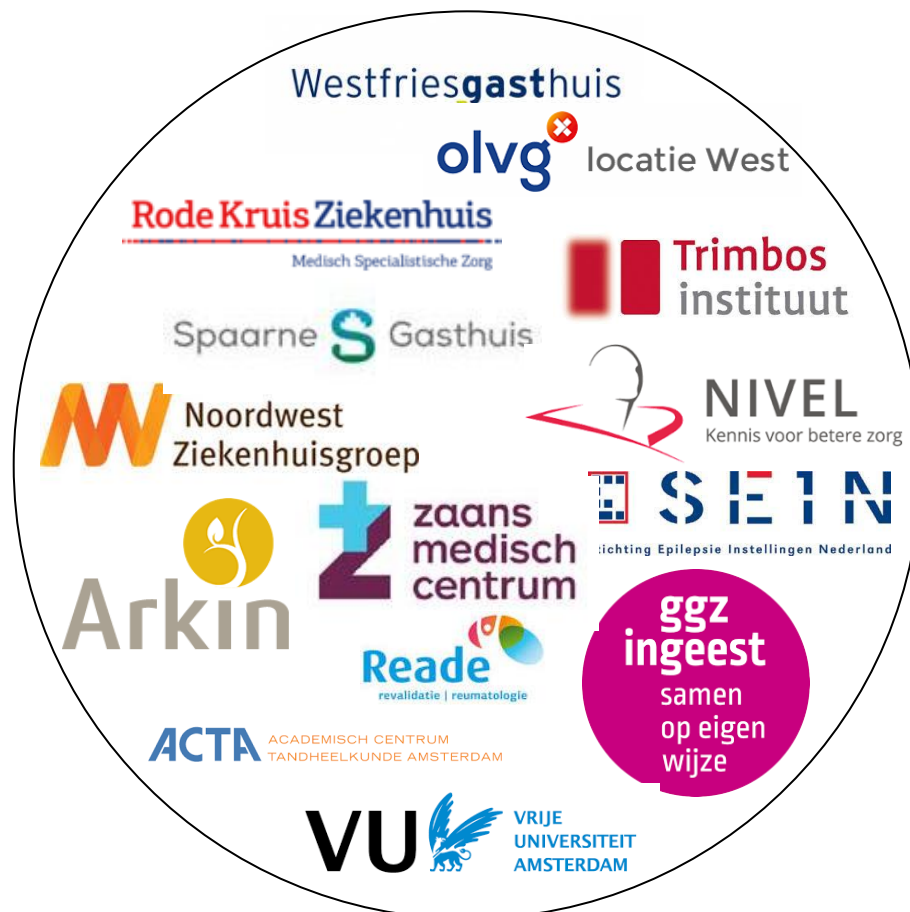 Westfriesgasthuis
olvg locatie West
Rode Kruis Ziekenhuis
Medisch Specialistische Zorg
Trimbos
instituut
Spaarne S Gasthuis
NIVEL
Kennis voor betere zorg
Noordwest
Ziekenhuisgroep
SEIN
tichting Epilepsie Instellingen Nederland
zaans
medisch
centrum
Arkin
ggz
ingeest
samen
op eigen
wijze
Reade
revalidatie | reumatologie
ACTA ACADEMISCH CENTRUM
TANDHEELKUNDE AMSTERDAM
VU VRIJE
UNIVERSITEIT
AMSTERDAM